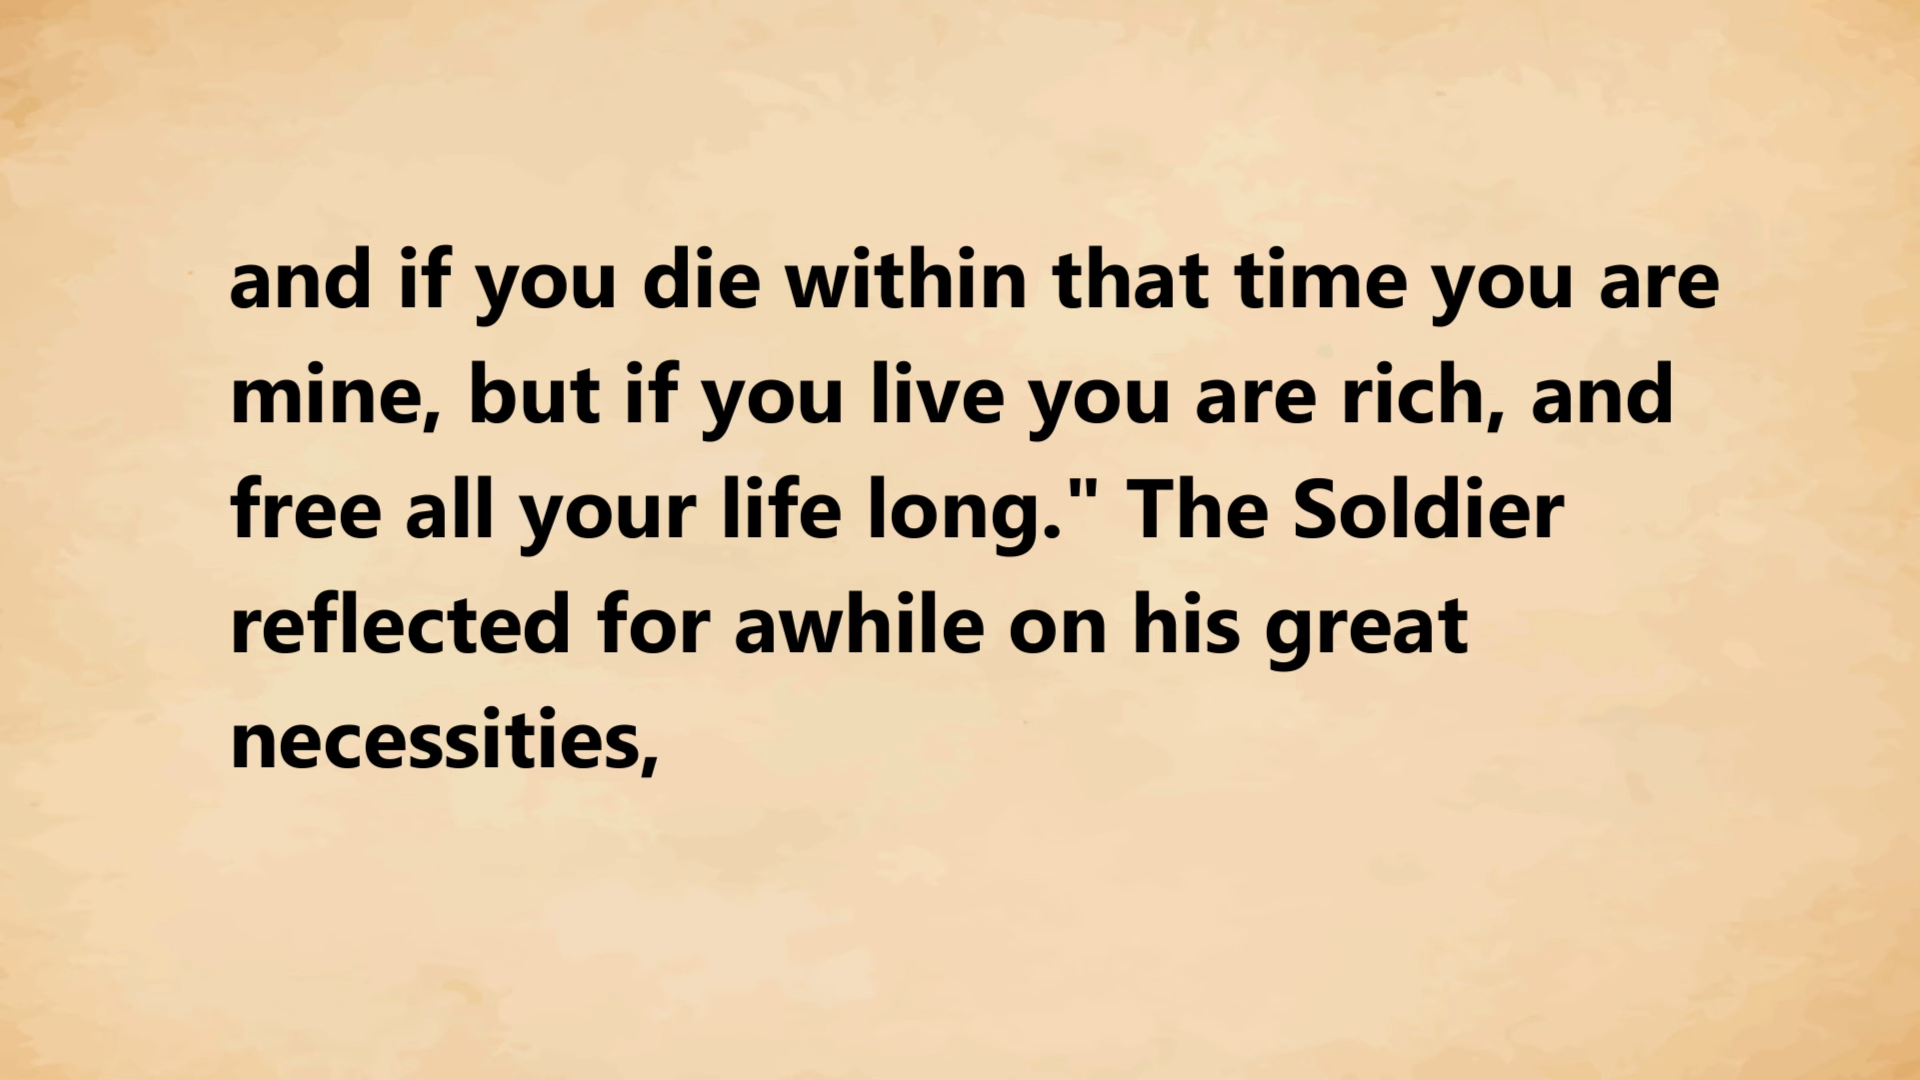 and if you die within that time you are
mine, but if you live you are rich, and
free all your life long." The Soldier
reflected for awhile on his great
necessities,